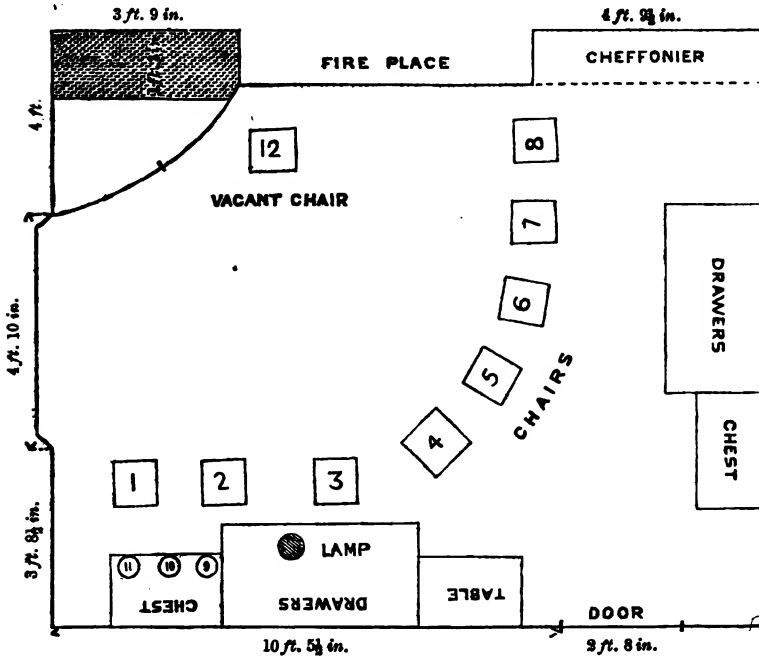 3 ft. 9 in.
4 ft. 9½ in.
FIRE PLACE
CHEFFONIER
4 ft.
12
8
VACANT CHAIR
7
4 ft. 10 in.
6
DRAWERS
5
CHAIRS
4
CHEST
1
2
3
3 ft. 8½ in.
11
10
9
LAMP
CHEST
DRAWERS
TABLE
DOOR
10 ft. 5½ in.
2 ft. 8 in.